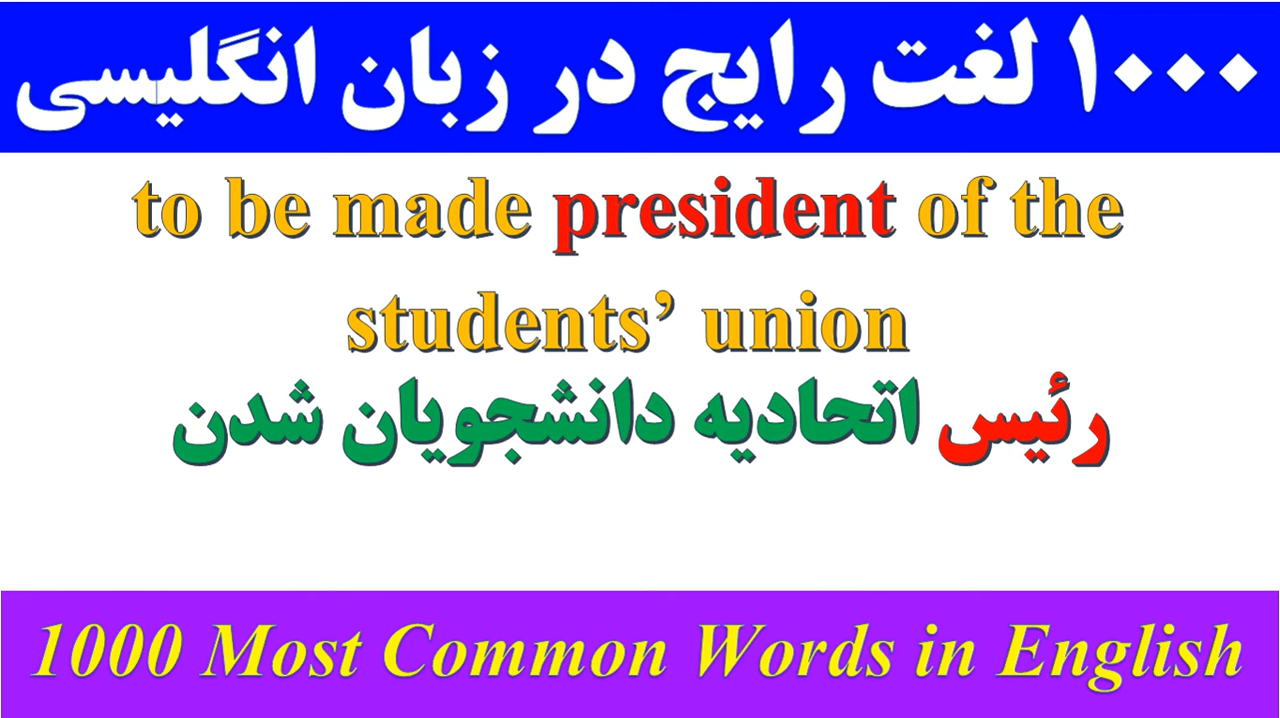 ۱۰۰۰ لغت رایج در زبان انگلیسی
to be made president of the
students’ union
رئیس اتحادیه دانشجویان شدن
1000 Most Common Words in English